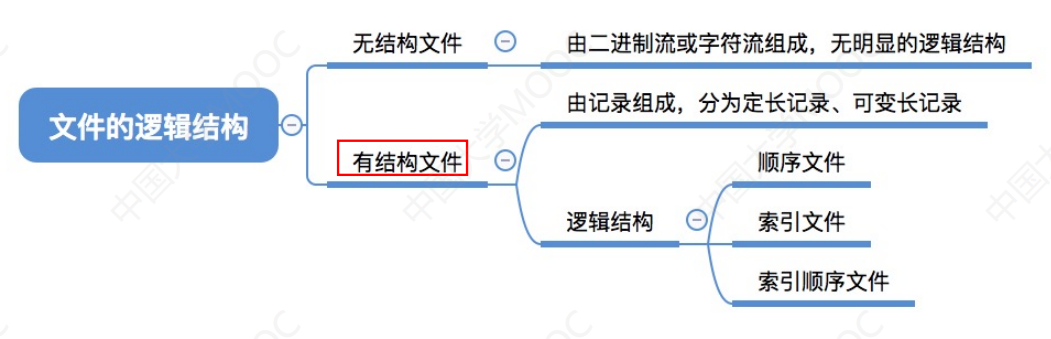 无结构文件
由二进制流或字符流组成，无明显的逻辑结构
文件的逻辑结构
由记录组成，分为定长记录、可变长记录
有结构文件
顺序文件
逻辑结构
索引文件
索引顺序文件
中国大学MOOC